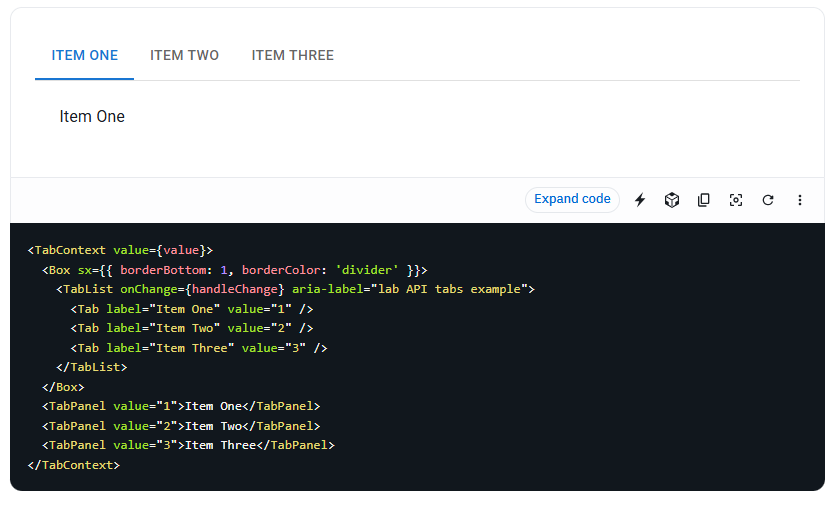 ITEM ONE ITEM TWO ITEM THREE
Item One
Expand code
<TabContext value={value}>
  <Box sx={{ borderBottom: 1, borderColor: 'divider' }}>
    <TabList onChange={handleChange} aria-label="lab API tabs example">
      <Tab label="Item One" value="1" />
      <Tab label="Item Two" value="2" />
      <Tab label="Item Three" value="3" />
    </TabList>
  </Box>
  <TabPanel value="1">Item One</TabPanel>
  <TabPanel value="2">Item Two</TabPanel>
  <TabPanel value="3">Item Three</TabPanel>
</TabContext>